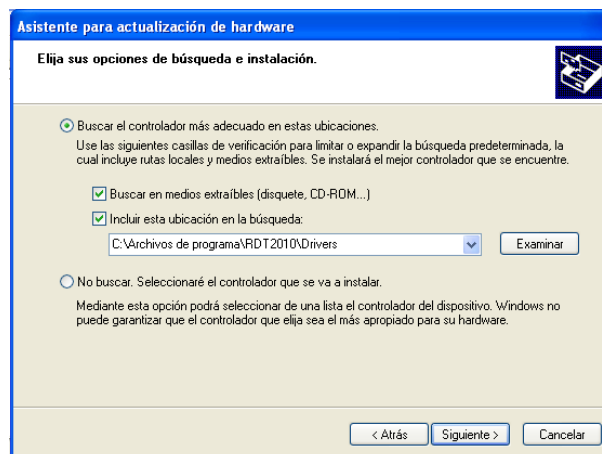 Asistente para actualización de hardware
Elija sus opciones de búsqueda e instalación.
Buscar el controlador más adecuado en estas ubicaciones.
Use las siguientes casillas de verificación para limitar o expandir la búsqueda predeterminada, la
cual incluye rutas locales y medios extraíbles. Se instalará el mejor controlador que se encuentre.
Buscar en medios extraíbles (disquete, CD-ROM...)
Incluir esta ubicación en la búsqueda:
C:\Archivos de programa\RDT2010\Drivers
Examinar
No buscar. Seleccionaré el controlador que se va a instalar.
Mediante esta opción podrá seleccionar de una lista el controlador del dispositivo. Windows no
puede garantizar que el controlador que elija sea el más apropiado para su hardware.
< Atrás
Siguiente >
Cancelar